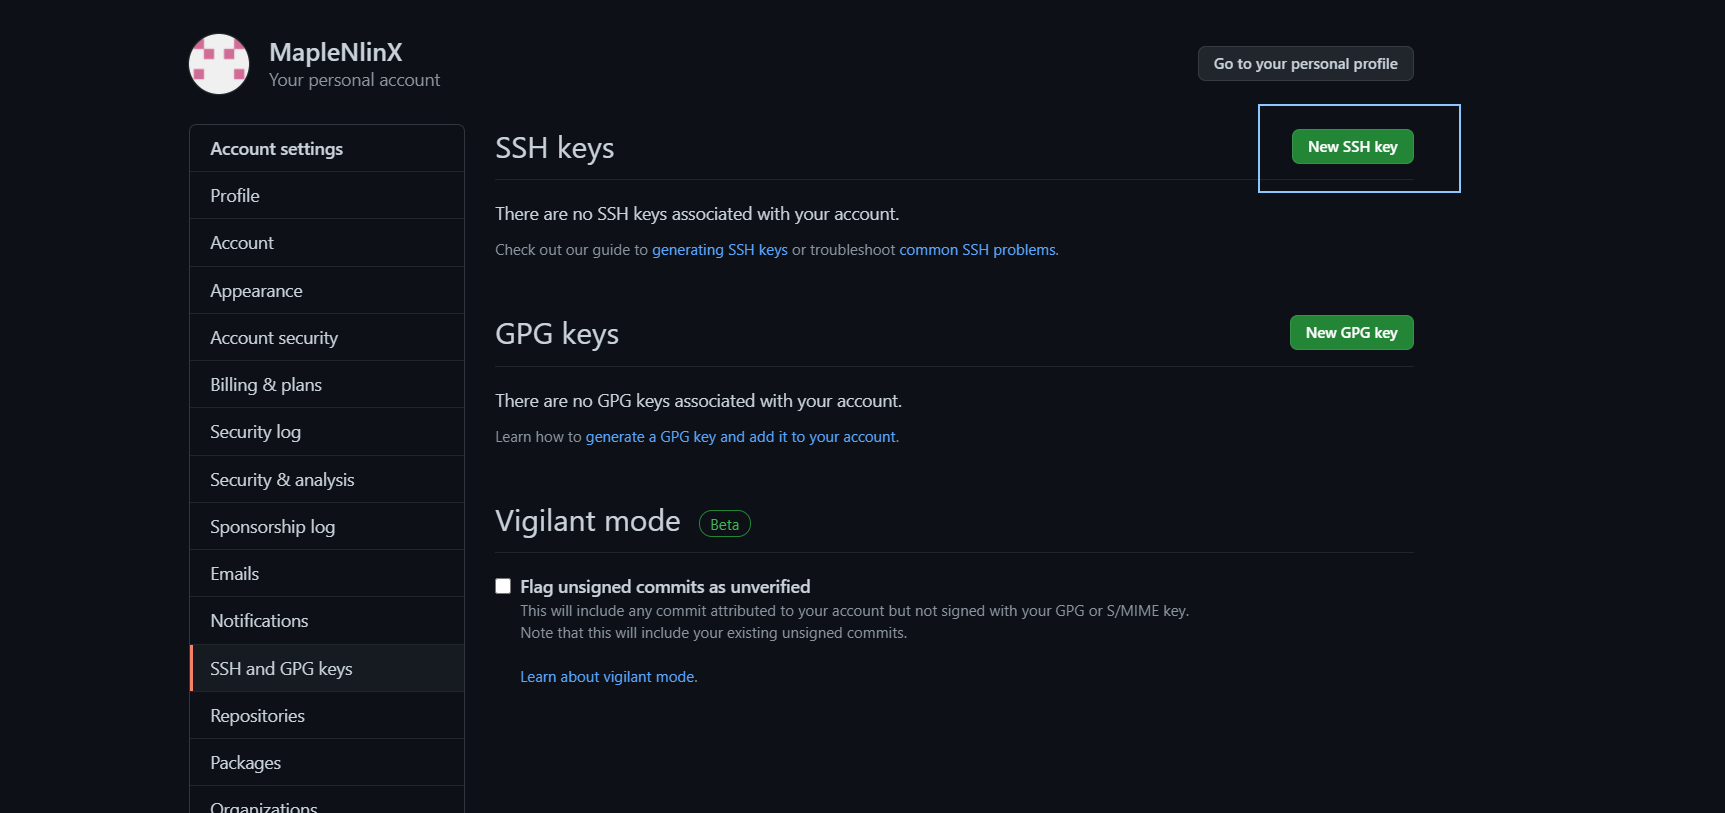 MapleNlinX
Your personal account
Go to your personal profile
Account settings
Profile
Account
Appearance
Account security
Billing & plans
Security log
Security & analysis
Sponsorship log
Emails
Notifications
SSH and GPG keys
Repositories
Packages
Organizations
SSH keys
New SSH key
There are no SSH keys associated with your account.
Check out our guide to generating SSH keys or troubleshoot common SSH problems.
GPG keys
New GPG key
There are no GPG keys associated with your account.
Learn how to generate a GPG key and add it to your account.
Vigilant mode Beta
Flag unsigned commits as unverified
This will include any commit attributed to your account but not signed with your GPG or S/MIME key.
Note that this will include your existing unsigned commits.
Learn about vigilant mode.